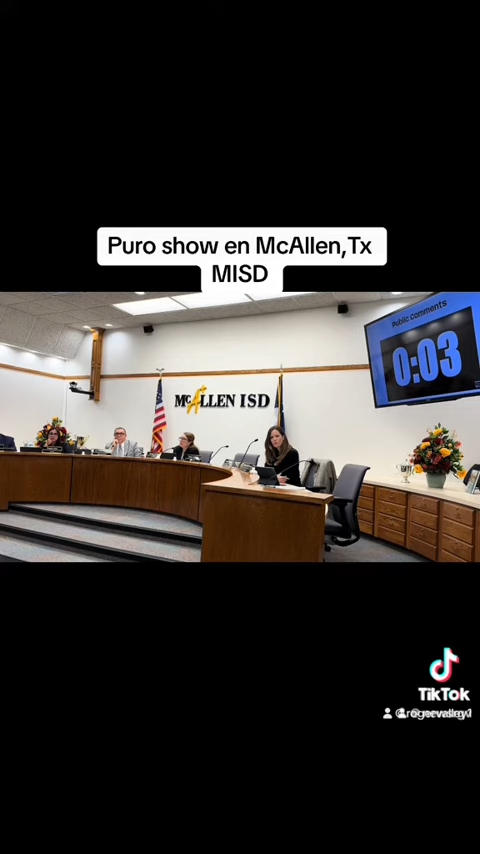 Puro show en McAllen,Tx
MISD
Public comments
0:03
McALLEN ISD
TikTok